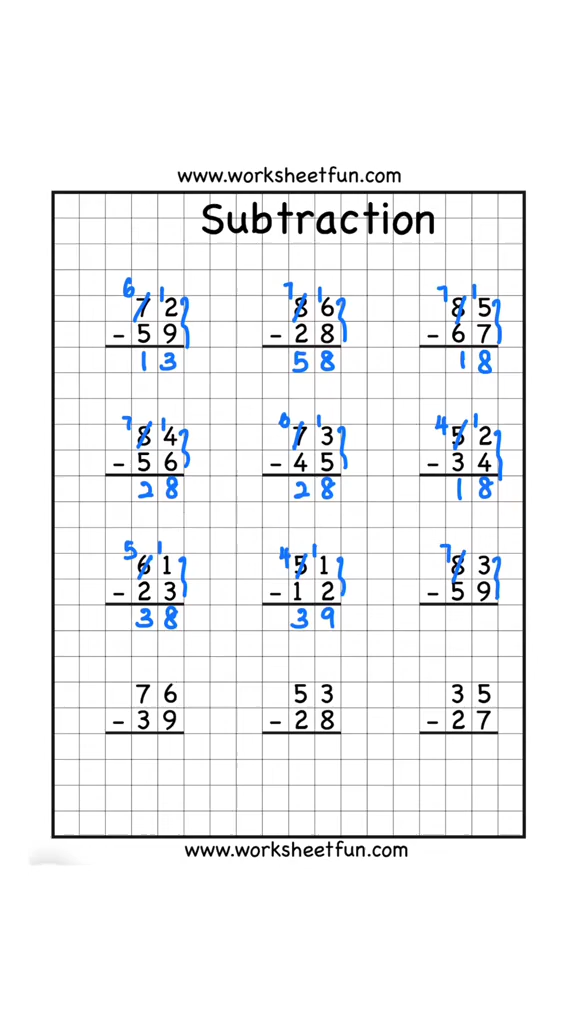 www.worksheetfun.com
Subtraction
6 1 7 1 7 1
7 2 8 6 8 5
- 5 9 - 2 8 - 6 7
1 3 5 8 1 8
7 1 6 1 4 1
8 4 7 3 5 2
- 5 6 - 4 5 - 3 4
2 8 2 8 1 8
5 1 4 1 7
6 1 5 1 8 3
- 2 3 - 1 2 - 5 9
3 8 3 9
7 6 5 3 3 5
- 3 9 - 2 8 - 2 7
www.worksheetfun.com